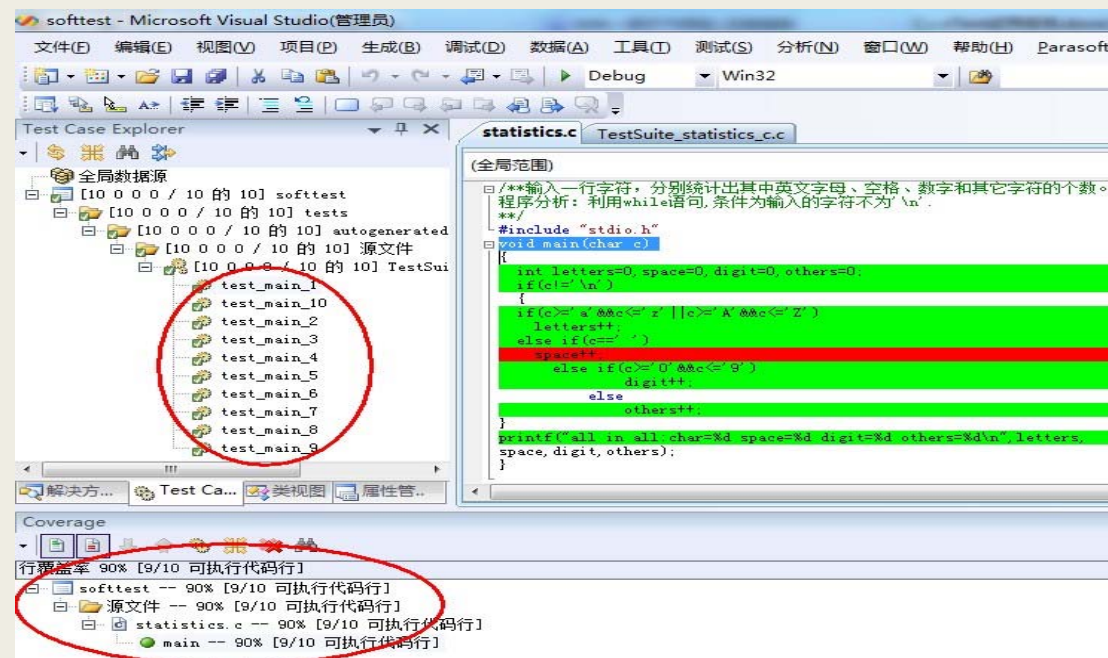 softtest - Microsoft Visual Studio(管理员)
文件(F) 编辑(E) 视图(V) 项目(P) 生成(B) 调试(D) 数据(A) 工具(T) 测试(S) 分析(N) 窗口(W) 帮助(H) Parasoft
Debug Win32
Test Case Explorer
statistics.c TestSuite_statistics_c.c
全局数据源
(全局范围)
[10 0 0 0 / 10 的 10] softtest
[10 0 0 0 / 10 的 10] tests
[10 0 0 0 / 10 的 10] autogenerated
[10 0 0 0 / 10 的 10] 源文件
[10 0 0 0 / 10 的 10] TestSui
test_main_1
test_main_10
test_main_2
test_main_3
test_main_4
test_main_5
test_main_6
test_main_7
test_main_8
test_main_9
/**输入一行字符，分别统计出其中英文字母、空格、数字和其它字符的个数。
程序分析：利用while语句,条件为输入的字符不为'\n'.
**/
#include "stdio.h"
void main(char c)
{
int letters=0,space=0,digit=0,others=0;
if(c!='\n')
{
if(c>='a'&&c<='z'||c>='A'&&c<='Z')
letters++;
else if(c==' ')
space++;
else if(c>='0'&&c<='9')
digit++;
else
others++;
}
printf("all in all:char=%d space=%d digit=%d others=%d\n",letters,
space,digit,others);
}
解决方... Test Ca... 类视图 属性管..
Coverage
行覆盖率 90% [9/10 可执行代码行]
softtest -- 90% [9/10 可执行代码行]
源文件 -- 90% [9/10 可执行代码行]
statistics.c -- 90% [9/10 可执行代码行]
main -- 90% [9/10 可执行代码行]